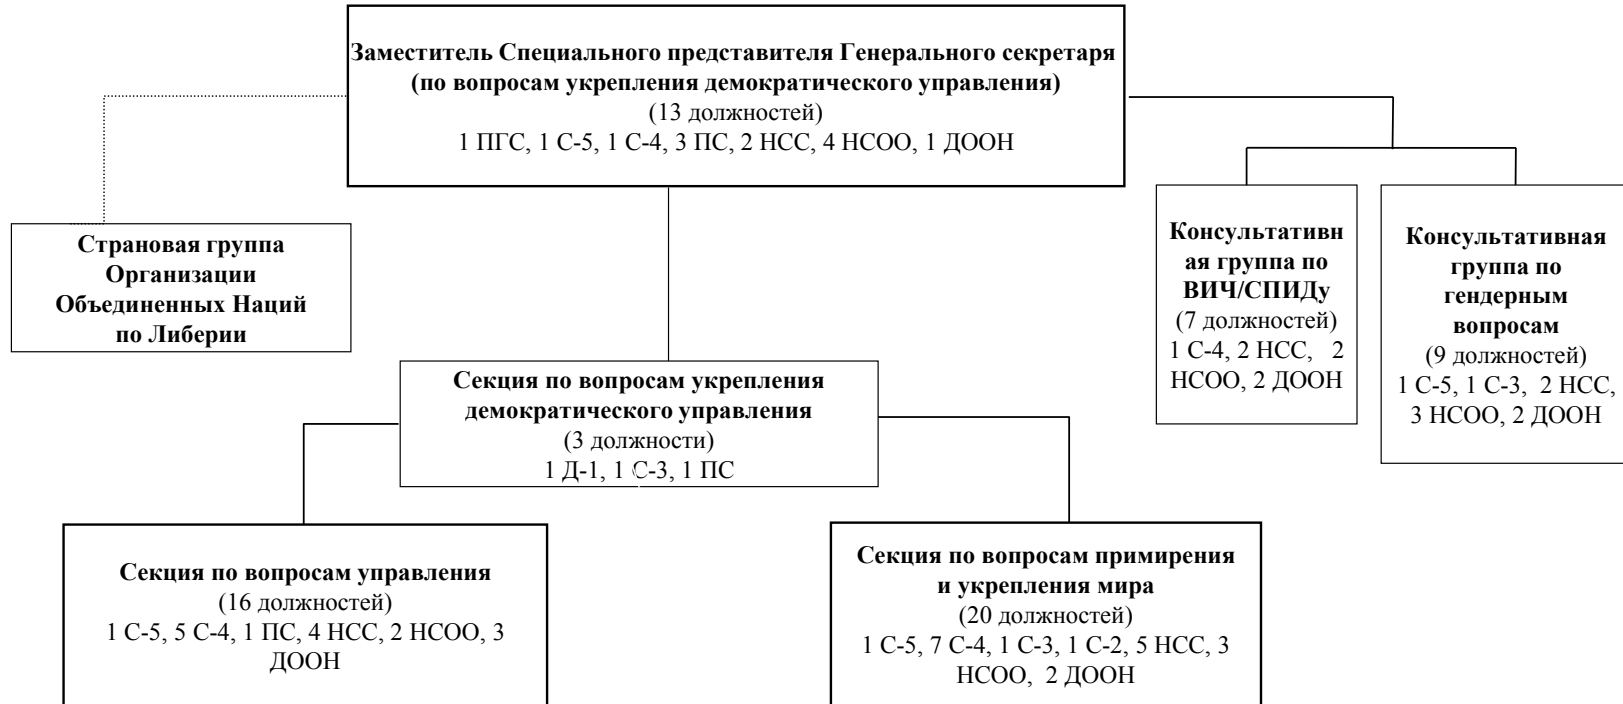 Заместитель Специального представителя Генерального секретаря
(по вопросам укрепления демократического управления)
(13 должностей)
1 ПГС, 1 С-5, 1 С-4, 3 ПС, 2 НСС, 4 НСОО, 1 ДООН
Страновая группа
Организации
Объединенных Наций
по Либерии
Консультативн
ая группа по
ВИЧ/СПИДу
(7 должностей)
1 С-4, 2 НСС, 2
НСОО, 2 ДООН
Консультативная
группа по
гендерным
вопросам
(9 должностей)
1 С-5, 1 С-3, 2 НСС,
3 НСОО, 2 ДООН
Секция по вопросам укрепления
демократического управления
(3 должности)
1 Д-1, 1 С-3, 1 ПС
Секция по вопросам управления
(16 должностей)
1 С-5, 5 С-4, 1 ПС, 4 НСС, 2 НСОО, 3
ДООН
Секция по вопросам примирения
и укрепления мира
(20 должностей)
1 С-5, 7 С-4, 1 С-3, 1 С-2, 5 НСС, 3
НСОО, 2 ДООН